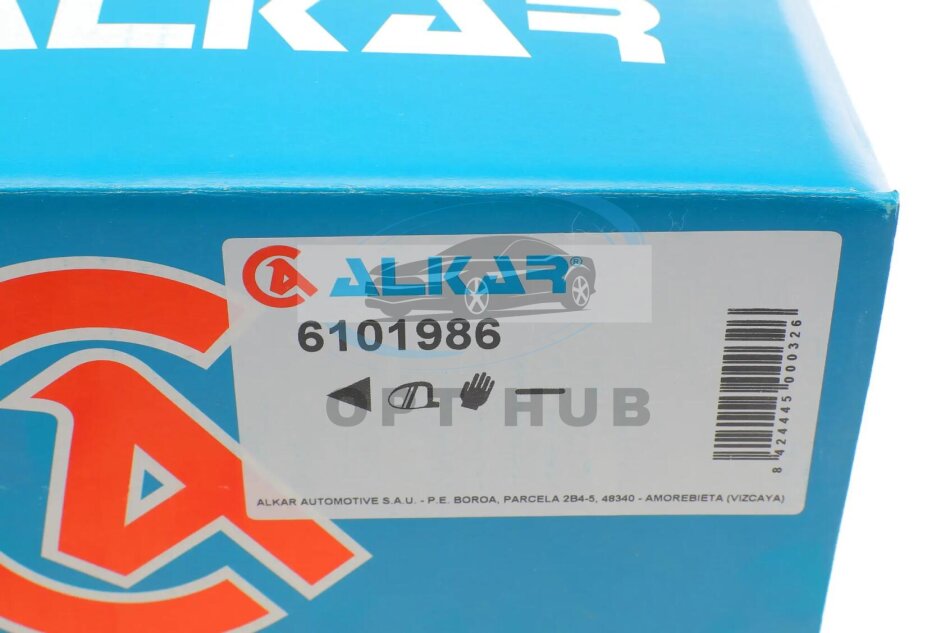 ALKAR
ALKAR®
6101986
OPT HUB
8 424445 000326
ALKAR AUTOMOTIVE S.A.U. - P.E. BOROA, PARCELA 2B4-5, 48340 - AMOREBIETA (VIZCAYA)